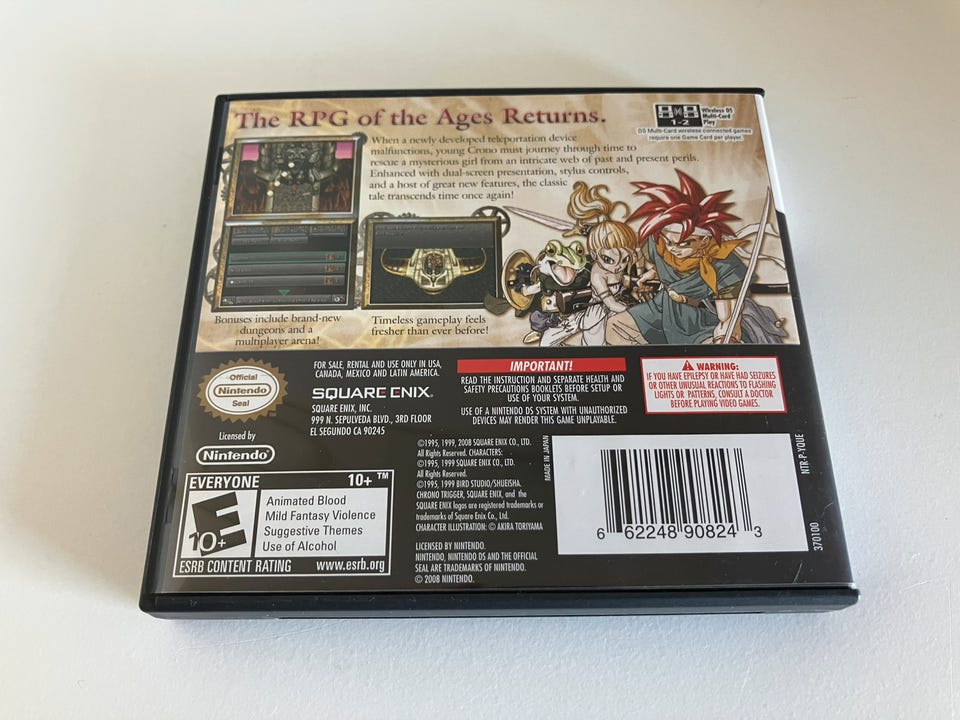 The RPG of the Ages Returns.
1-2
Wireless DS
Multi-Card
Play
DS Multi-Card wireless connected games
require one Game Card per player.
When a newly developed teleportation device
malfunctions, young Crono must journey through time to
rescue a mysterious girl from an intricate web of past and present perils.
Enhanced with dual-screen presentation, stylus controls,
and a host of great new features, the classic
tale transcends time once again!
Bonuses include brand-new
dungeons and a
multiplayer arena!
Timeless gameplay feels
fresher than ever before!
Official
Nintendo
Seal
Licensed by
Nintendo
FOR SALE, RENTAL AND USE ONLY IN USA,
CANADA, MEXICO AND LATIN AMERICA.
SQUARE ENIX.
SQUARE ENIX, INC.
999 N. SEPULVEDA BLVD., 3RD FLOOR
EL SEGUNDO CA 90245
IMPORTANT!
READ THE INSTRUCTION AND SEPARATE HEALTH AND
SAFETY PRECAUTIONS BOOKLETS BEFORE SETUP OR
USE OF YOUR SYSTEM.
USE OF A NINTENDO DS SYSTEM WITH UNAUTHORIZED
DEVICES MAY RENDER THIS GAME UNPLAYABLE.
WARNING:
IF YOU HAVE EPILEPSY OR HAVE HAD SEIZURES
OR OTHER UNUSUAL REACTIONS TO FLASHING
LIGHTS OR PATTERNS, CONSULT A DOCTOR
BEFORE PLAYING VIDEO GAMES.
EVERYONE 10+ ™
E
10+
Animated Blood
Mild Fantasy Violence
Suggestive Themes
Use of Alcohol
ESRB CONTENT RATING www.esrb.org
©1995, 1999, 2008 SQUARE ENIX CO., LTD.
All Rights Reserved. CHARACTERS:
©1995, 1999 SQUARE ENIX CO., LTD.
All Rights Reserved.
©1995, 1999 BIRD STUDIO/SHUEISHA,
CHRONO TRIGGER, SQUARE ENIX, and the
SQUARE ENIX logos are registered trademarks or
trademarks of Square Enix Co., Ltd.
CHARACTER ILLUSTRATION: © AKIRA TORIYAMA
LICENSED BY NINTENDO.
NINTENDO, NINTENDO DS AND THE OFFICIAL
SEAL ARE TRADEMARKS OF NINTENDO.
© 2008 NINTENDO.
MADE IN JAPAN
6 62248 90824 3
NTR-P-YQUE
370100